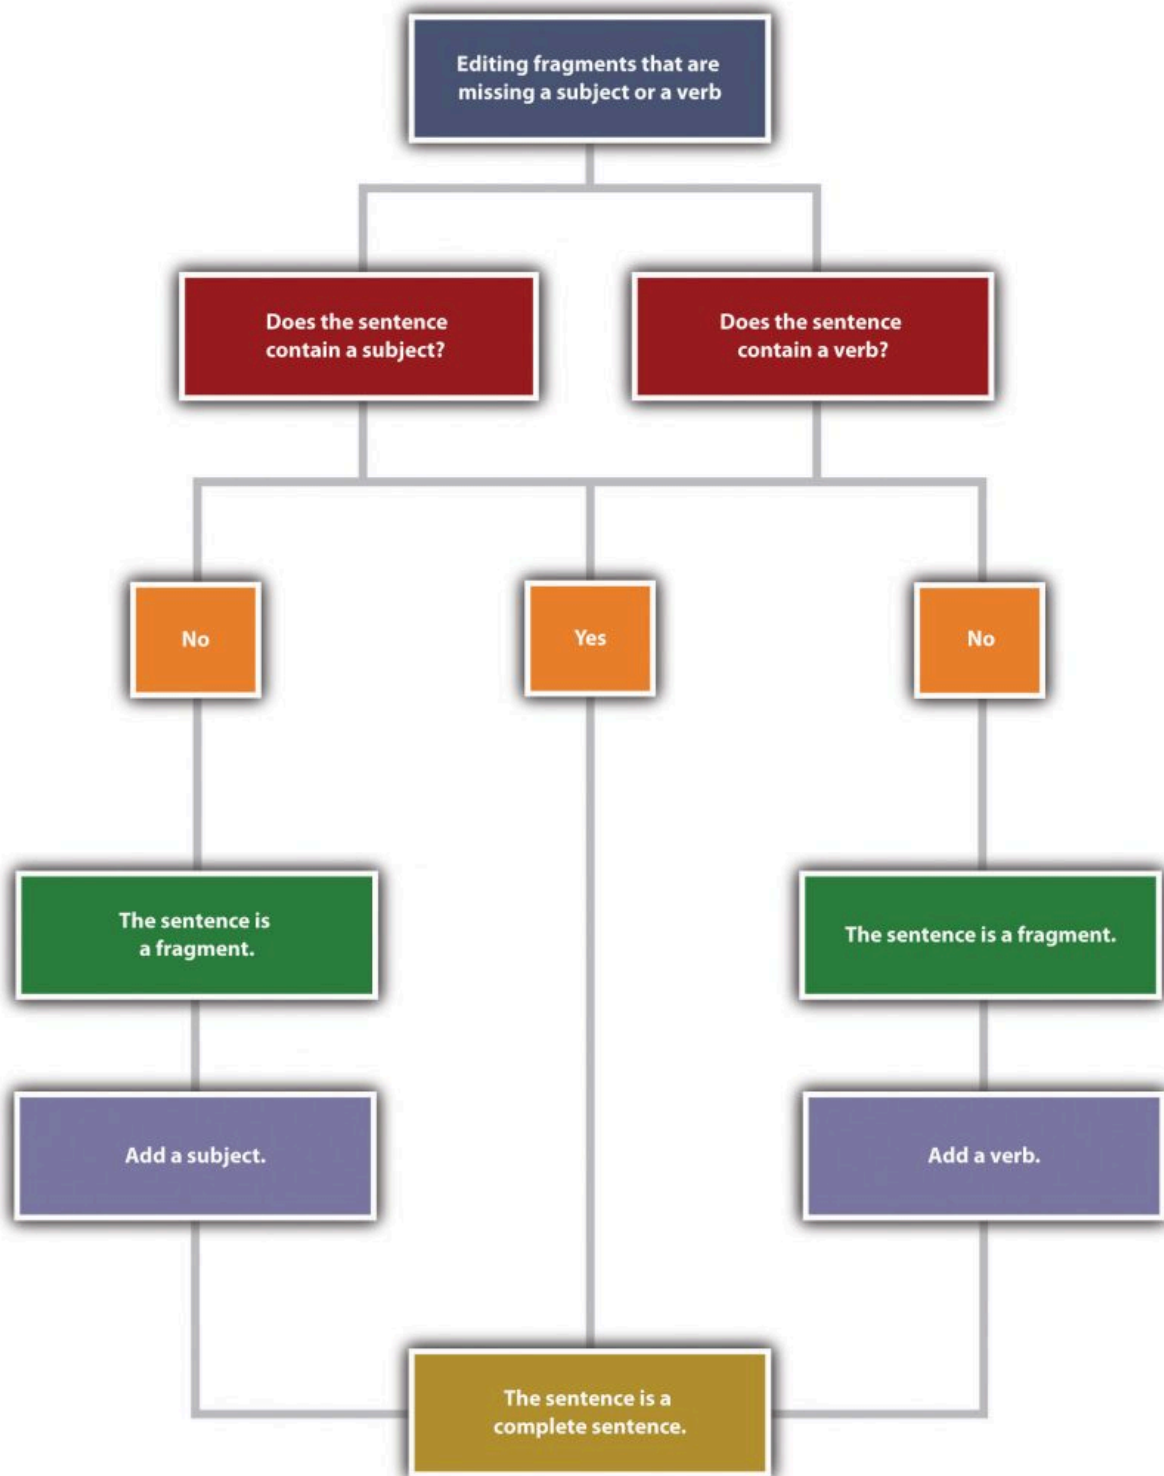 Editing fragments that are
missing a subject or a verb
Does the sentence
contain a subject?
Does the sentence
contain a verb?
No
Yes
No
The sentence is
a fragment.
The sentence is a fragment.
Add a subject.
Add a verb.
The sentence is a
complete sentence.